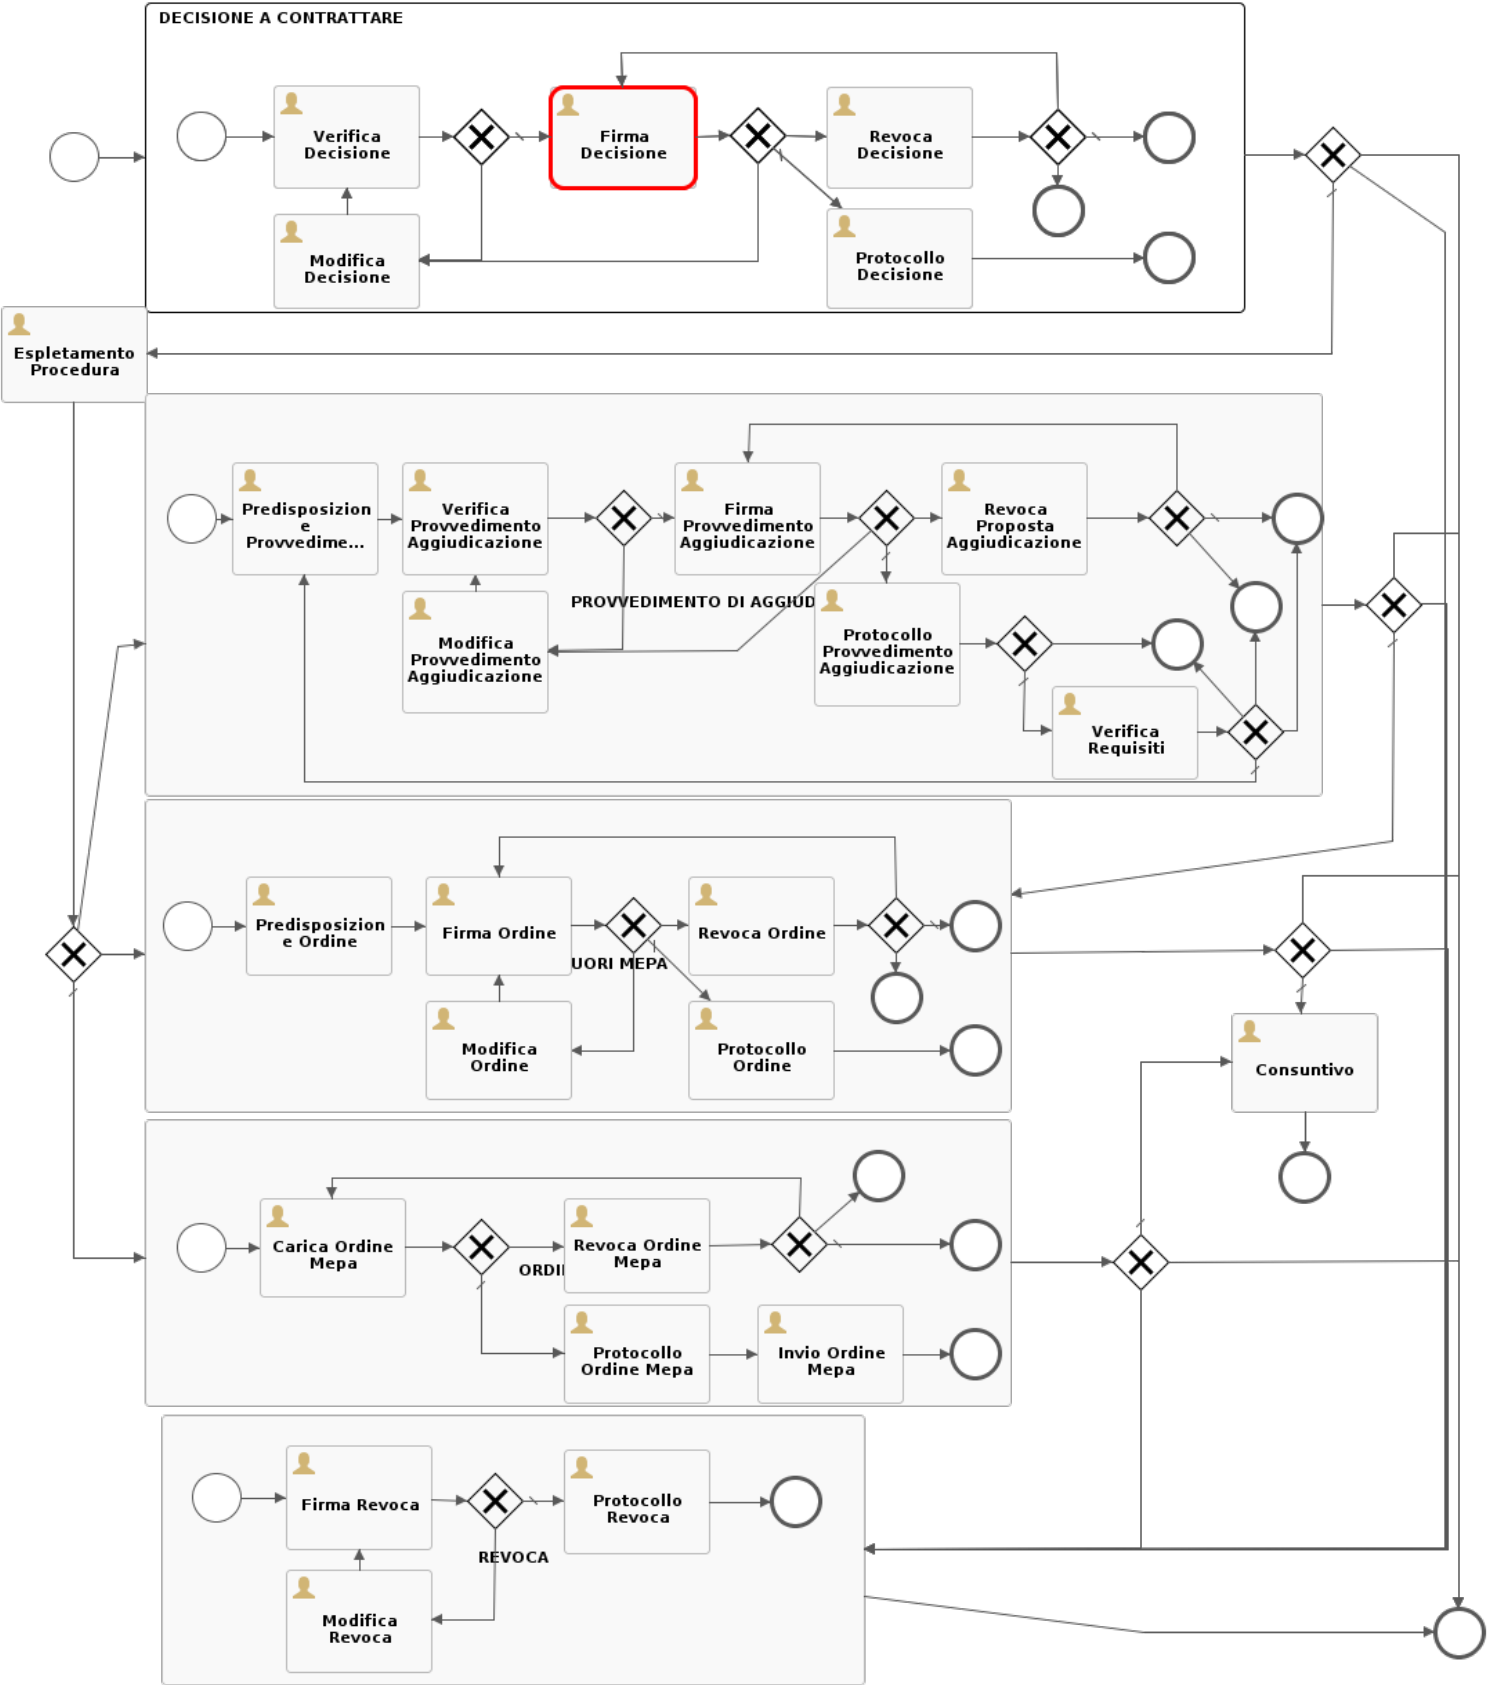 DECISIONE A CONTRATTARE
Verifica
Decisione
Firma
Decisione
Revoca
Decisione
Modifica
Decisione
Protocollo
Decisione
Espletamento
Procedura
Predisposizion
e
Provvedime...
Verifica
Provvedimento
Aggiudicazione
Firma
Provvedimento
Aggiudicazione
Revoca
Proposta
Aggiudicazione
PROVVEDIMENTO DI AGGIUD
Modifica
Provvedimento
Aggiudicazione
Protocollo
Provvedimento
Aggiudicazione
Verifica
Requisiti
Predisposizion
e Ordine
Firma Ordine
Revoca Ordine
UORI MEPA
Modifica
Ordine
Protocollo
Ordine
Consuntivo
Carica Ordine
Mepa
Revoca Ordine
Mepa
ORDI
Protocollo
Ordine Mepa
Invio Ordine
Mepa
Firma Revoca
Protocollo
Revoca
REVOCA
Modifica
Revoca